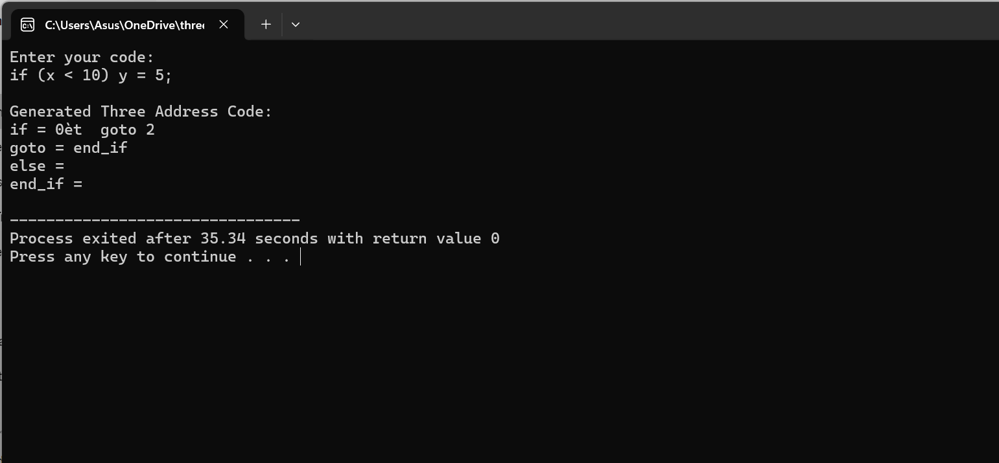 C:\Users\Asus\OneDrive\three
Enter your code:
if (x < 10) y = 5;
Generated Three Address Code:
if = 0èt  goto 2
goto = end_if
else =
end_if =
--------------------------------
Process exited after 35.34 seconds with return value 0
Press any key to continue . . .